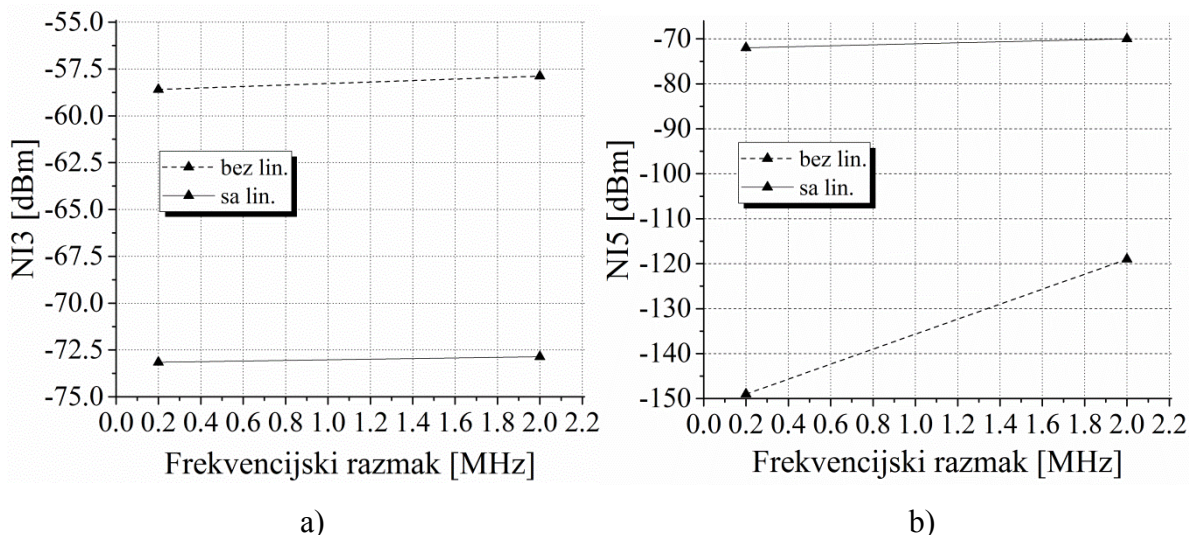 -55.0
-57.5
-60.0
-62.5
-65.0
-67.5
-70.0
-72.5
-75.0
NI3 [dBm]
bez lin.
sa lin.
0.0 0.2 0.4 0.6 0.8 1.0 1.2 1.4 1.6 1.8 2.0 2.2
Frekvencijski razmak [MHz]
a)
-70
-80
-90
-100
-110
-120
-130
-140
-150
NI5 [dBm]
bez lin.
sa lin.
0.0 0.2 0.4 0.6 0.8 1.0 1.2 1.4 1.6 1.8 2.0 2.2
Frekvencijski razmak [MHz]
b)